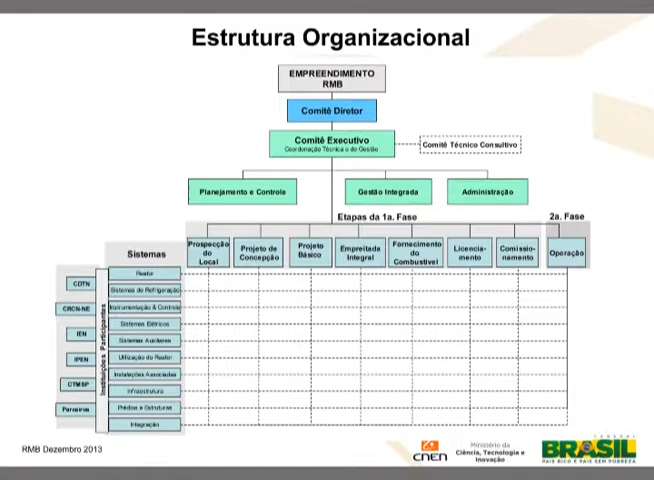 Estrutura Organizacional
EMPREENDIMENTO
RMB
Comitê Diretor
Comitê Executivo
Coordenação Técnica e de Gestão
Comitê Técnico Consultivo
Planejamento e Controle
Gestão Integrada
Administração
Etapas da 1a. Fase
2a. Fase
Sistemas
Prospecção
do
Local
Projeto de
Concepção
Projeto
Básico
Empreitada
Integral
Fornecimento
do
Combustível
Licencia-
mento
Comissio-
namento
Operação
Instituições Participantes
CDTN
CRCN-NE
IEN
IPEN
CTMSP
Parceiros
Reator
Sistemas de Refrigeração
Instrumentação & Controle
Sistemas Elétricos
Sistemas Auxiliares
Utilização do Reator
Instalações Associadas
Infraestrutura
Prédios e Estruturas
Integração
RMB Dezembro 2013
CNEN
Ministério da
Ciência, Tecnologia e
Inovação
FEDERAL
BRASIL
PAÍS RICO É PAÍS SEM POBREZA